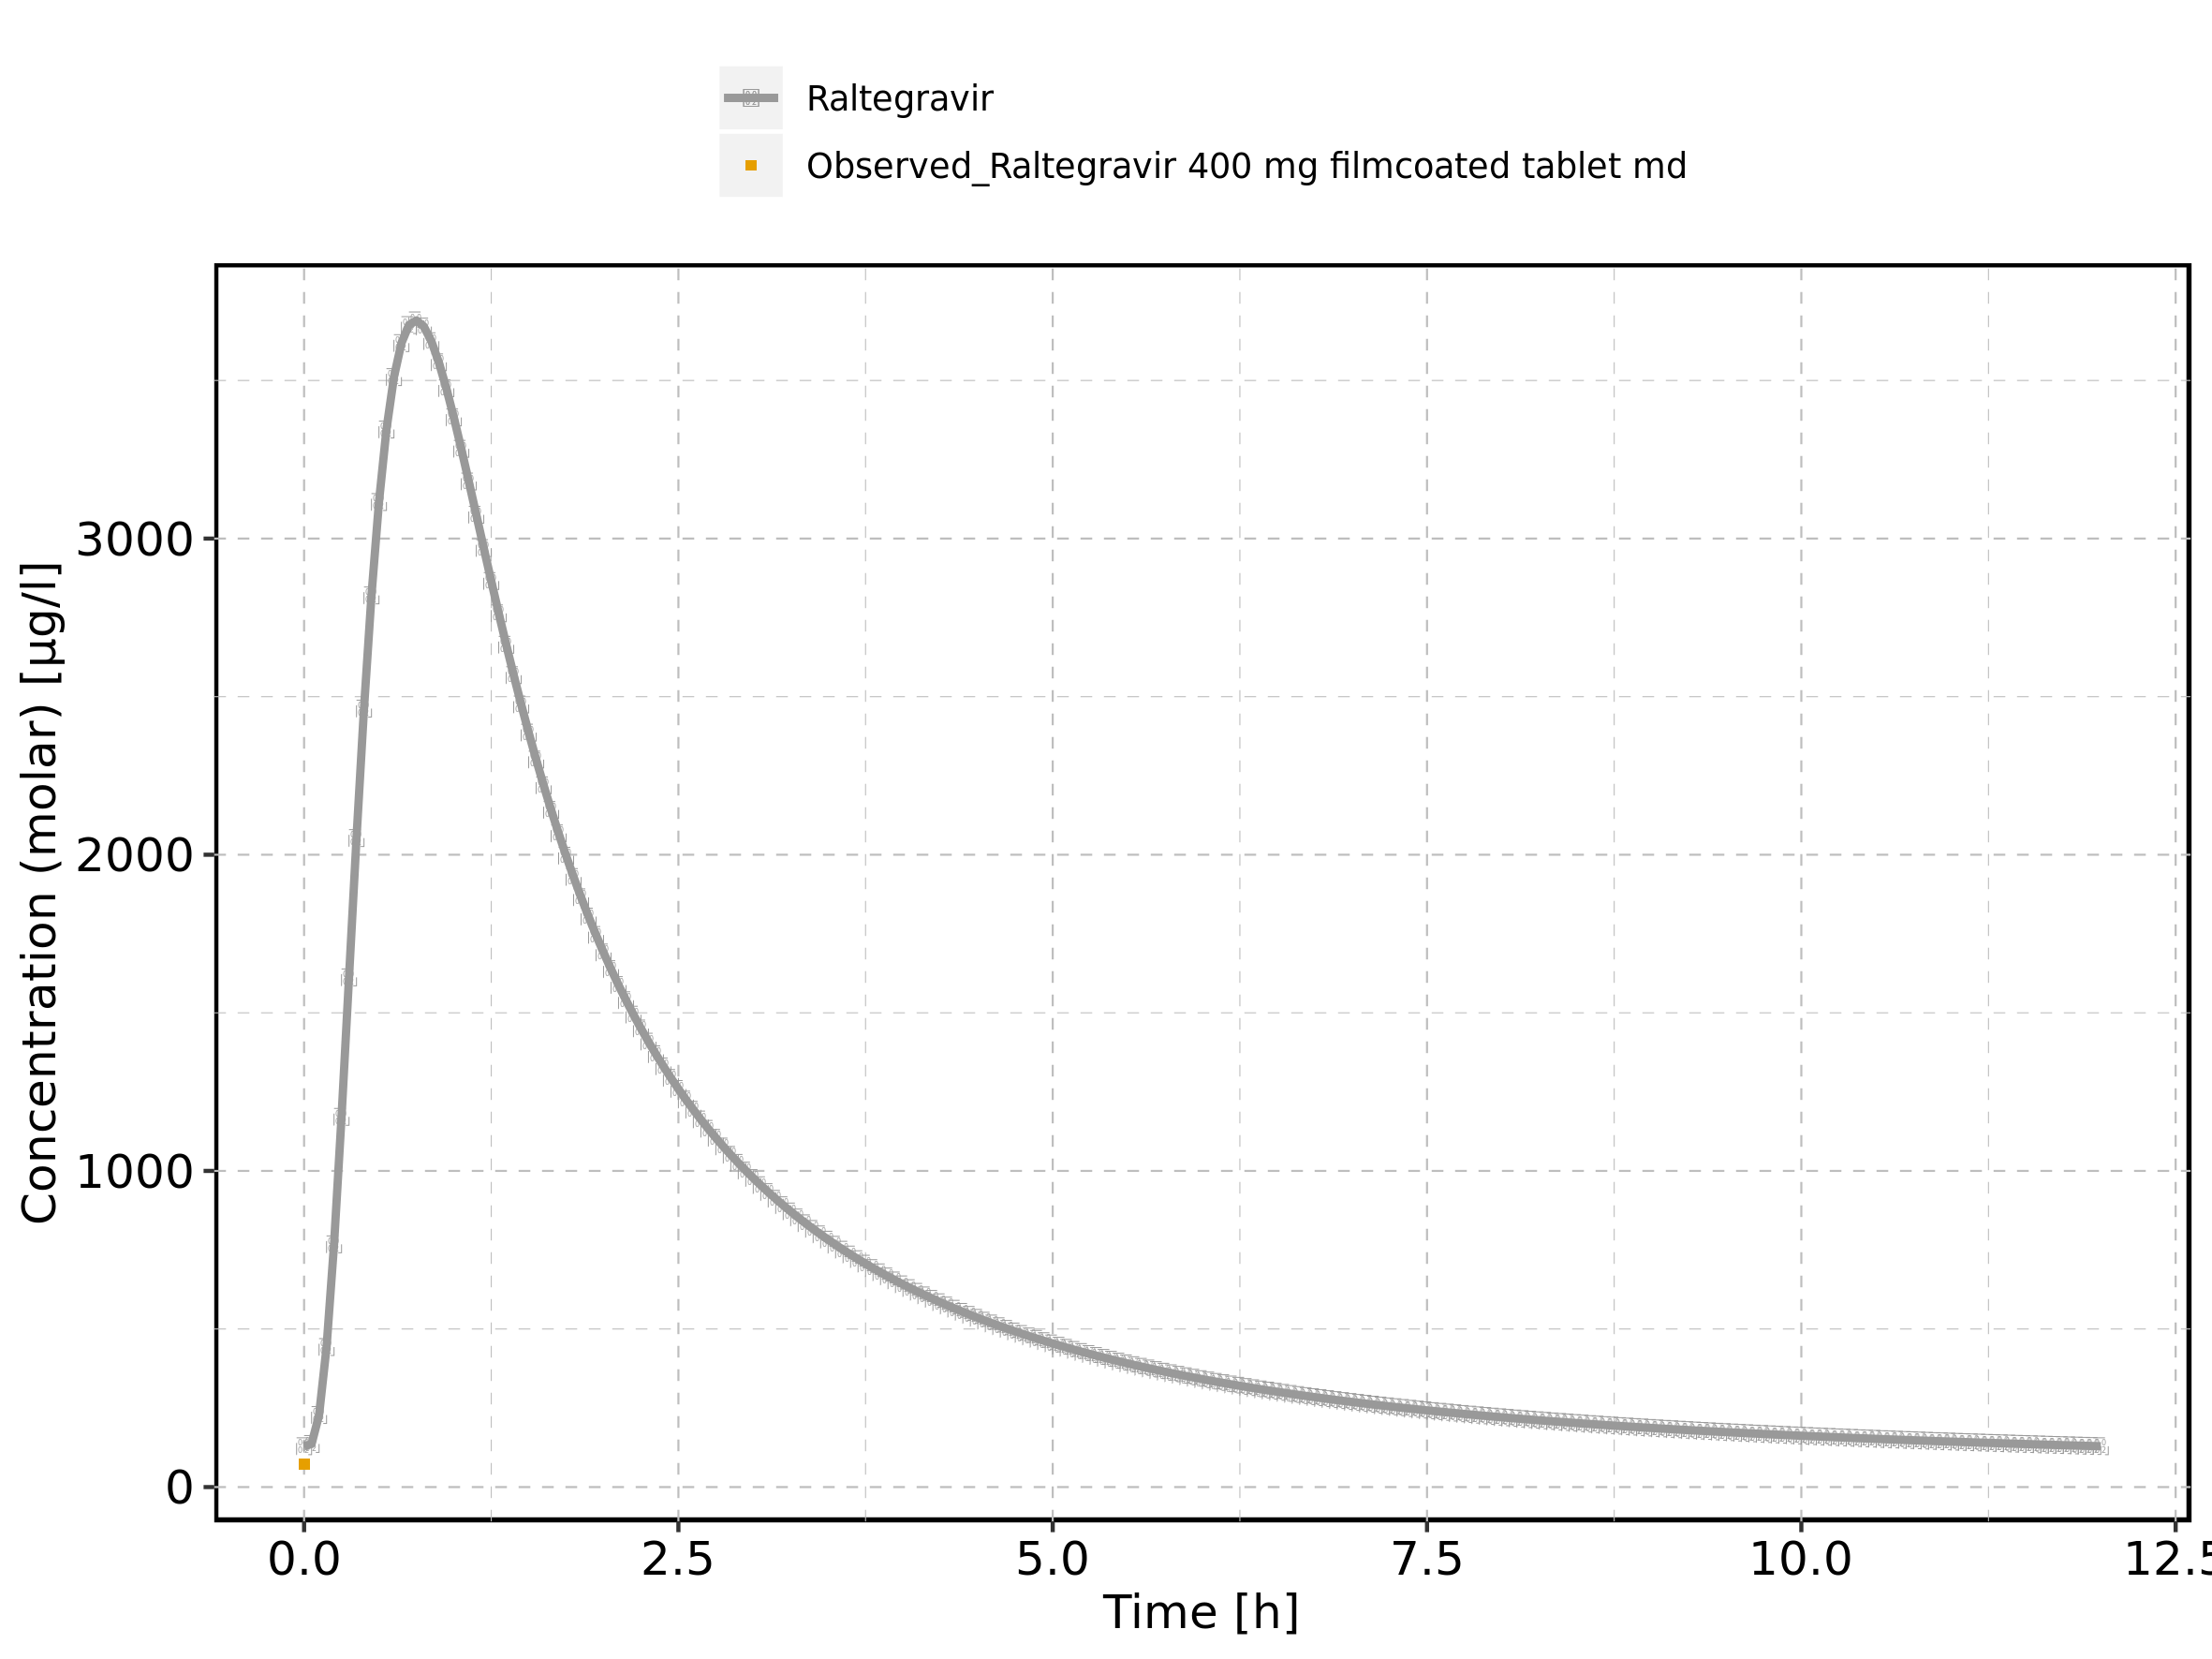 Raltegravir
Observed_Raltegravir 400 mg filmcoated tablet md
Concentration (molar) [µg/l]
3000
2000
1000
0
0.0 2.5 5.0 7.5 10.0 12.5
Time [h]